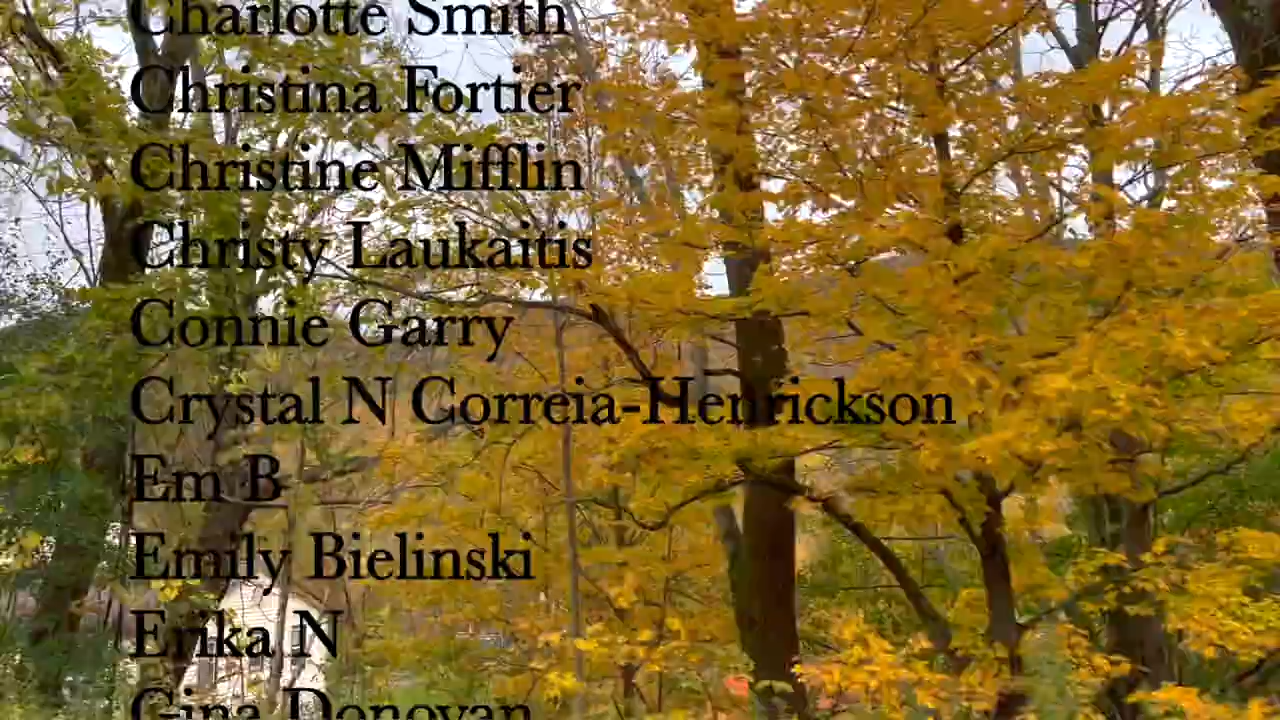 Charlotte Smith
Christina Fortier
Christine Mifflin
Christy Laukaitis
Connie Garry
Crystal N Correia-Henrickson
Em B
Emily Bielinski
Erika N
Gina Donovan